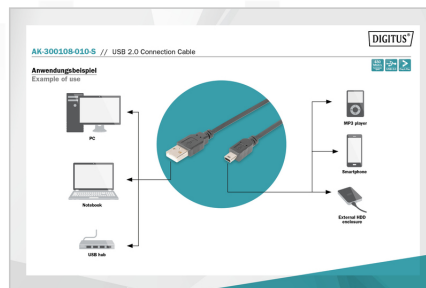 DIGITUS®
AK-300108-010-S // USB 2.0 Connection Cable
Anwendungsbeispiel
Example of use
PC
MP3 player
Smartphone
Notebook
External HDD
enclosure
USB hub